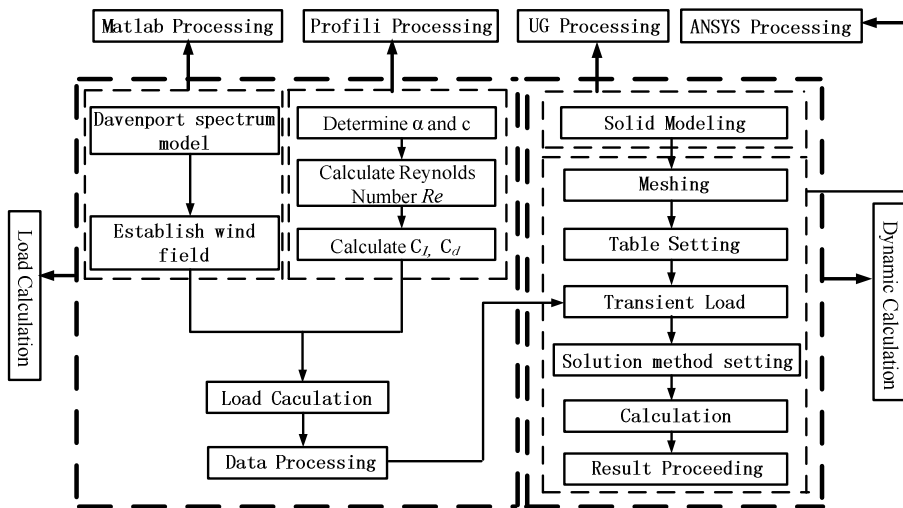 Matlab Processing
Profili Processing
UG Processing
ANSYS Processing
Davenport spectrum
model
Establish wind
field
Determine α and c
Calculate Reynolds
Number Re
Calculate C_l, C_d
Load Caculation
Data Processing
Solid Modeling
Meshing
Table Setting
Transient Load
Solution method setting
Calculation
Result Proceeding
Load Calculation
Dynamic Calculation